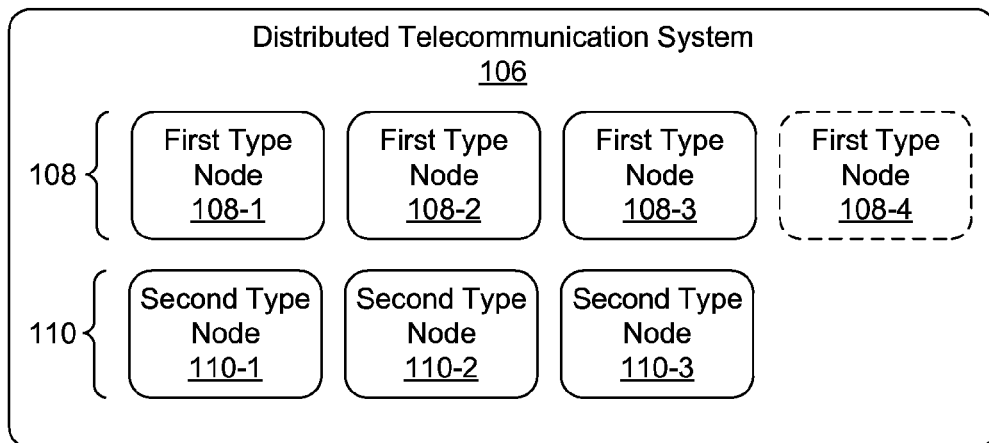 Distributed Telecommunication System
106
108
First Type
Node
108-1
First Type
Node
108-2
First Type
Node
108-3
First Type
Node
108-4
110
Second Type
Node
110-1
Second Type
Node
110-2
Second Type
Node
110-3